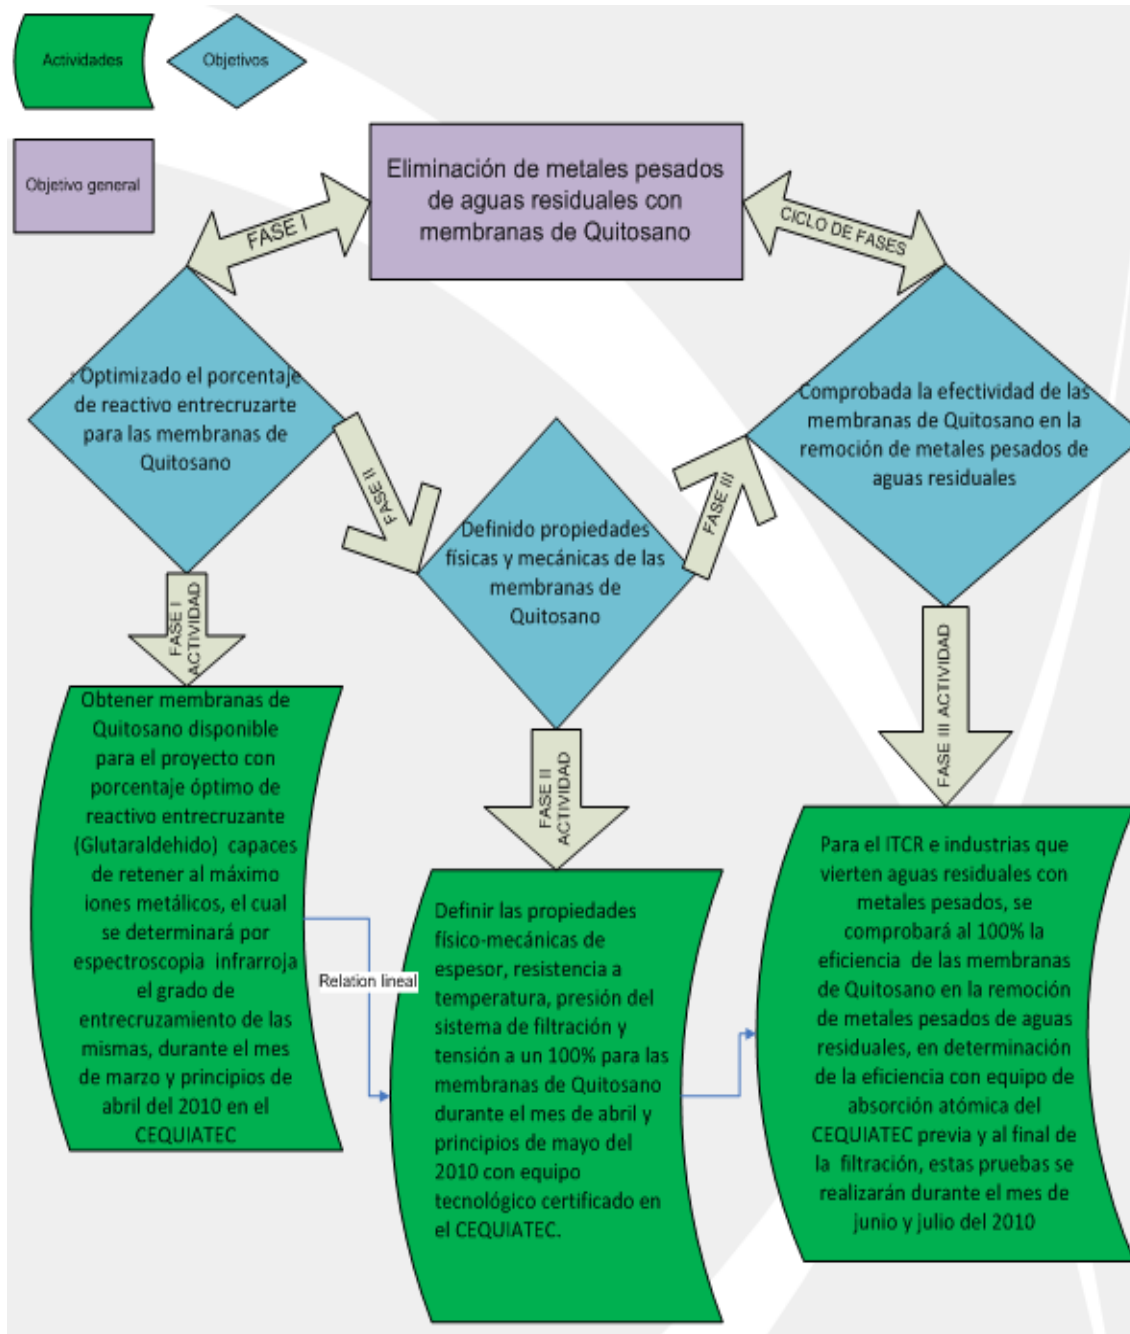 Actividades
Objetivos
Objetivo general
Eliminación de metales pesados
de aguas residuales con
membranas de Quitosano
FASE I
CICLO DE FASES
: Optimizado el porcentaje
de reactivo entrecruzarte
para las membranas de
Quitosano
FASE II
Definido propiedades
físicas y mecánicas de las
membranas de
Quitosano
FASE III
Comprobada la efectividad de las
membranas de Quitosano en la
remoción de metales pesados de
aguas residuales
FASE I
ACTIVIDAD
FASE II
ACTIVIDAD
FASE III ACTIVIDAD
Obtener membranas de
Quitosano disponible
para el proyecto con
porcentaje óptimo de
reactivo entrecruzante
(Glutaraldehido) capaces
de retener al máximo
iones metálicos, el cual
se determinará por
espectroscopia infrarroja
el grado de
entrecruzamiento de las
mismas, durante el mes
de marzo y principios de
abril del 2010 en el
CEQUIATEC
Relation lineal
Definir las propiedades
físico-mecánicas de
espesor, resistencia a
temperatura, presión del
sistema de filtración y
tensión a un 100% para las
membranas de Quitosano
durante el mes de abril y
principios de mayo del
2010 con equipo
tecnológico certificado en
el CEQUIATEC.
Para el ITCR e industrias que
vierten aguas residuales con
metales pesados, se
comprobará al 100% la
eficiencia de las membranas
de Quitosano en la remoción
de metales pesados de aguas
residuales, en determinación
de la eficiencia con equipo de
absorción atómica del
CEQUIATEC previa y al final de
la filtración, estas pruebas se
realizarán durante el mes de
junio y julio del 2010